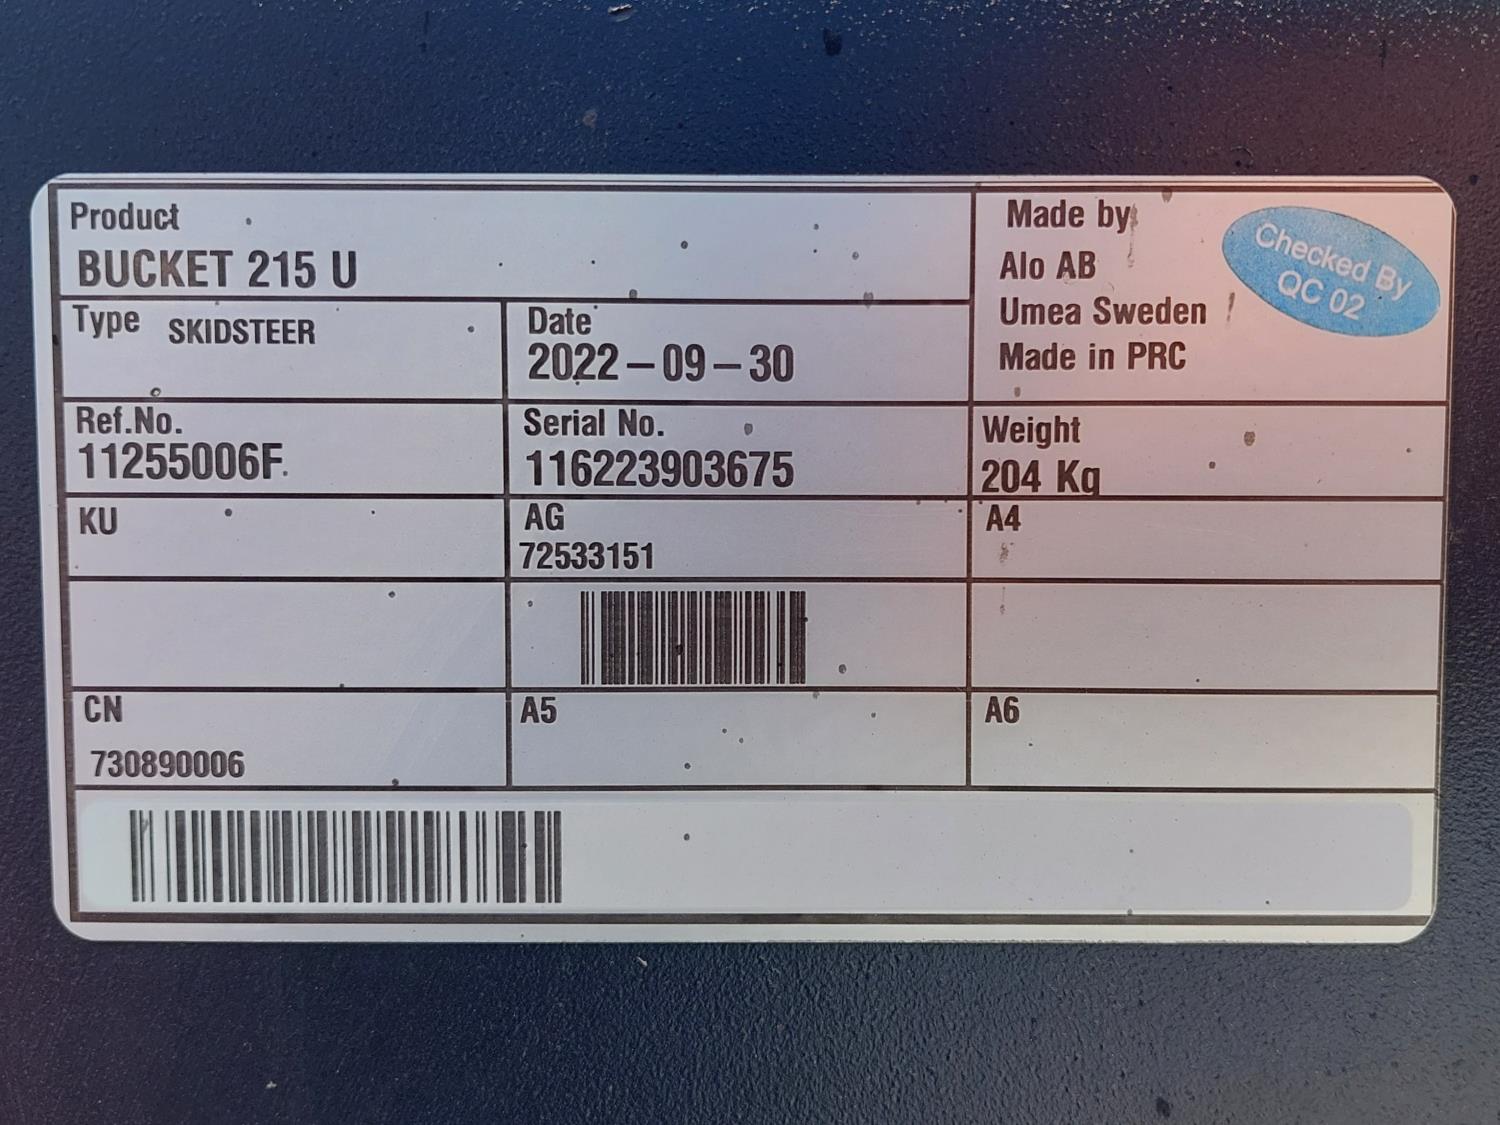 Product
BUCKET 215 U
Made by
Alo AB
Umea Sweden
Made in PRC
Checked By
QC 02
Type SKIDSTEER
Date
2022-09-30
Ref.No.
11255006F
Serial No.
116223903675
Weight
204 Kg
KU
AG
72533151
A4
CN
730890006
A5
A6